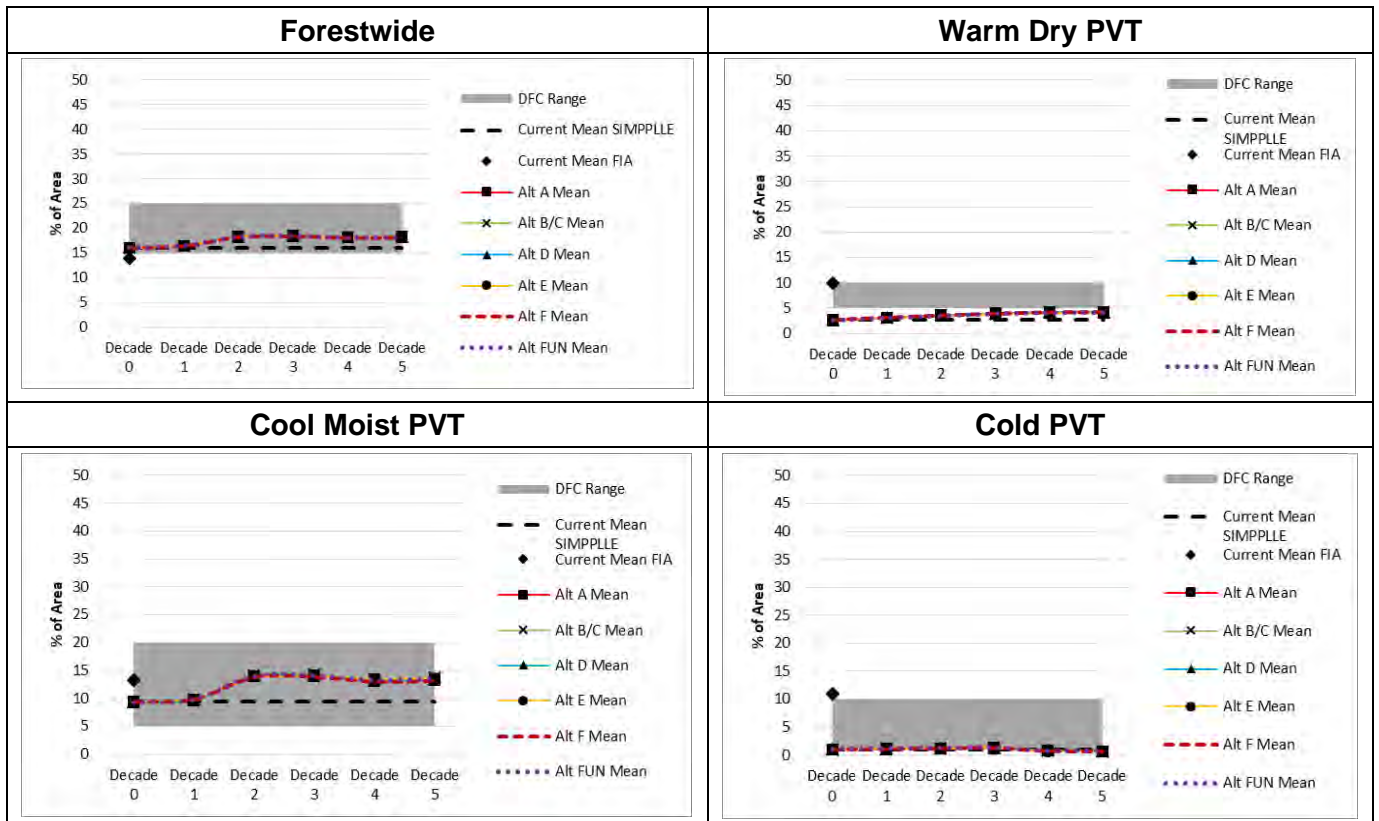 Forestwide
Warm Dry PVT
% of Area
50
45
40
35
30
25
20
15
10
5
0
Decade 0
Decade 1
Decade 2
Decade 3
Decade 4
Decade 5
DFC Range
Current Mean SIMPPLLE
Current Mean FIA
Alt A Mean
Alt B/C Mean
Alt D Mean
Alt E Mean
Alt F Mean
Alt FUN Mean
% of Area
50
45
40
35
30
25
20
15
10
5
0
Decade 0
Decade 1
Decade 2
Decade 3
Decade 4
Decade 5
DFC Range
Current Mean
SIMPPLLE
Current Mean FIA
Alt A Mean
Alt B/C Mean
Alt D Mean
Alt E Mean
Alt F Mean
Alt FUN Mean
Cool Moist PVT
Cold PVT
% of Area
50
45
40
35
30
25
20
15
10
5
0
Decade 0
Decade 1
Decade 2
Decade 3
Decade 4
Decade 5
DFC Range
Current Mean
SIMPPLLE
Current Mean FIA
Alt A Mean
Alt B/C Mean
Alt D Mean
Alt E Mean
Alt F Mean
Alt FUN Mean
% of Area
50
45
40
35
30
25
20
15
10
5
0
Decade 0
Decade 1
Decade 2
Decade 3
Decade 4
Decade 5
DFC Range
Current Mean
SIMPPLLE
Current Mean FIA
Alt A Mean
Alt B/C Mean
Alt D Mean
Alt E Mean
Alt F Mean
Alt FUN Mean